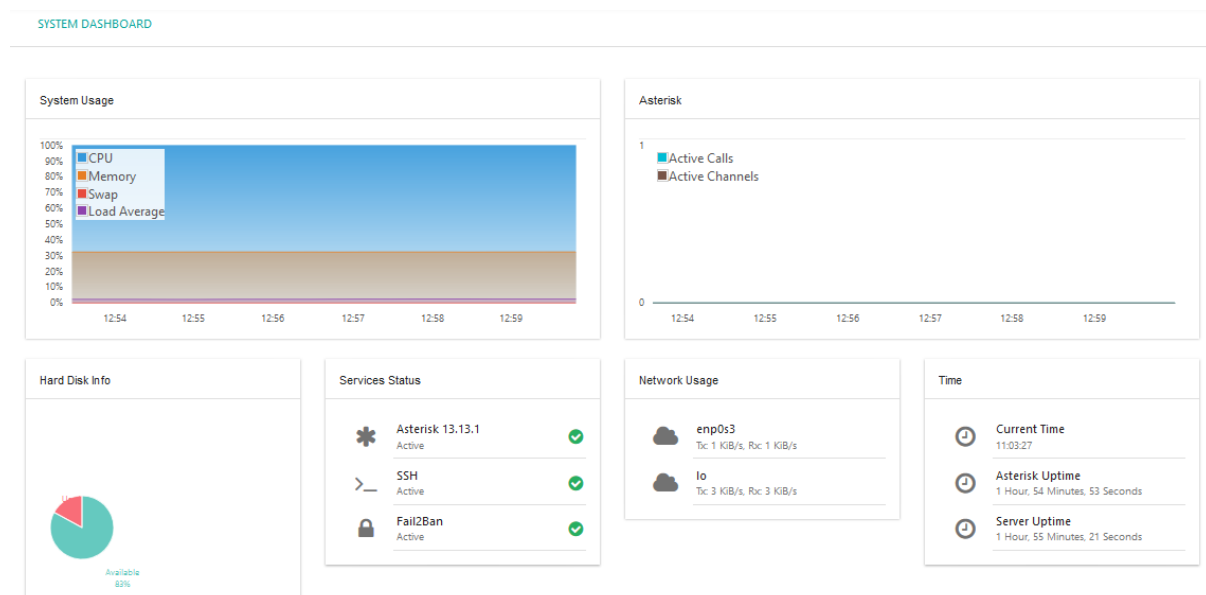 SYSTEM DASHBOARD
System Usage
100%
90%
80%
70%
60%
50%
40%
30%
20%
10%
0%
CPU
Memory
Swap
Load Average
12:54 12:55 12:56 12:57 12:58 12:59
Asterisk
1
Active Calls
Active Channels
0
12:54 12:55 12:56 12:57 12:58 12:59
Hard Disk Info
Available
83%
Services Status
Asterisk 13.13.1
Active
SSH
Active
Fail2Ban
Active
Network Usage
enp0s3
Tx: 1 KiB/s, Rx: 1 KiB/s
lo
Tx: 3 KiB/s, Rx: 3 KiB/s
Time
Current Time
11:03:27
Asterisk Uptime
1 Hour, 54 Minutes, 53 Seconds
Server Uptime
1 Hour, 55 Minutes, 21 Seconds